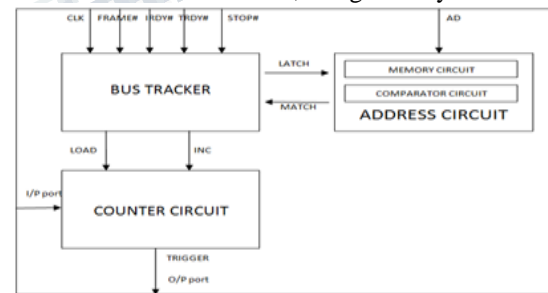 CLK FRAME# IRDY# TRDY# STOP# AD
LATCH
MEMORY CIRCUIT
BUS TRACKER
COMPARATOR CIRCUIT
MATCH
ADDRESS CIRCUIT
LOAD INC
I/P port
COUNTER CIRCUIT
TRIGGER
O/P port